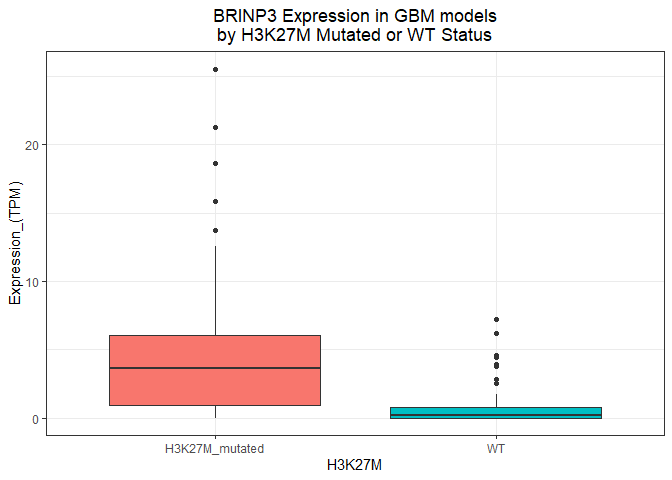 BRINP3 Expression in GBM models
by H3K27M Mutated or WT Status
Expression_(TPM)
20
10
0
H3K27M_mutated
WT
H3K27M